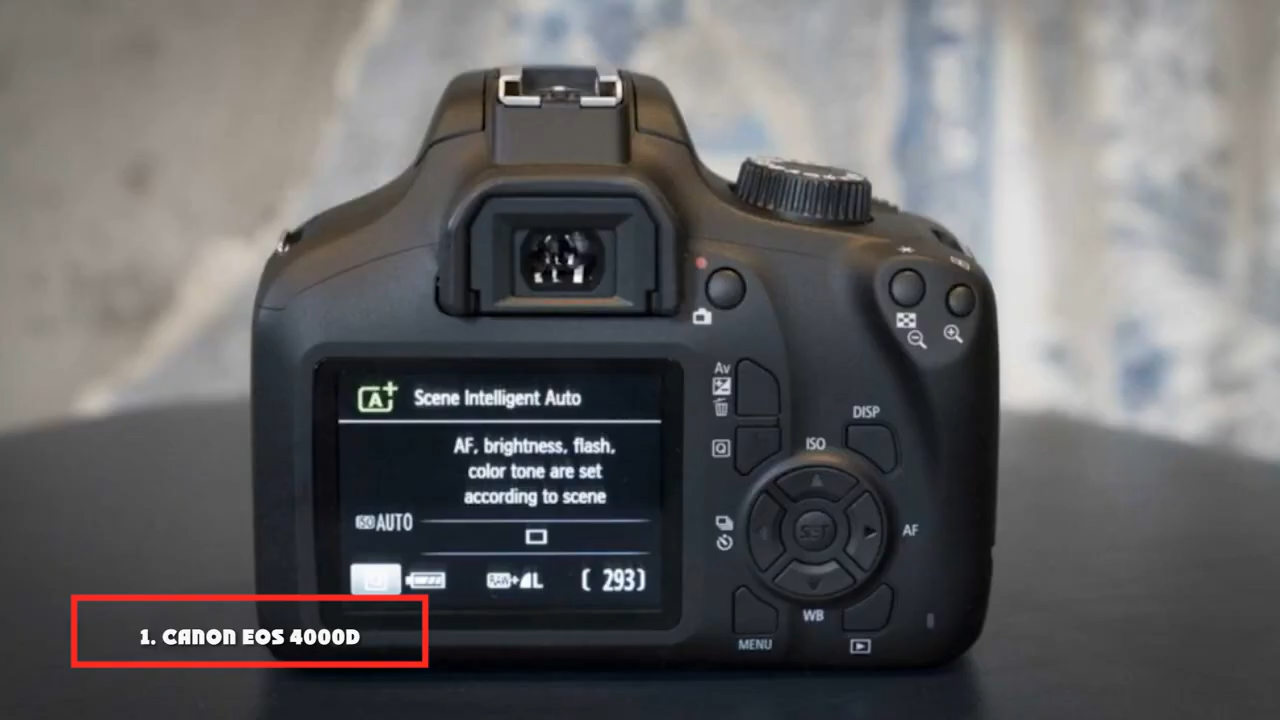 Scene Intelligent Auto
AF, brightness, flash,
color tone are set
according to scene
ISO AUTO
RAW+ L
( 293)
Av
Q
DISP
ISO
SET
AF
WB
MENU
1. CANON EOS 4000D